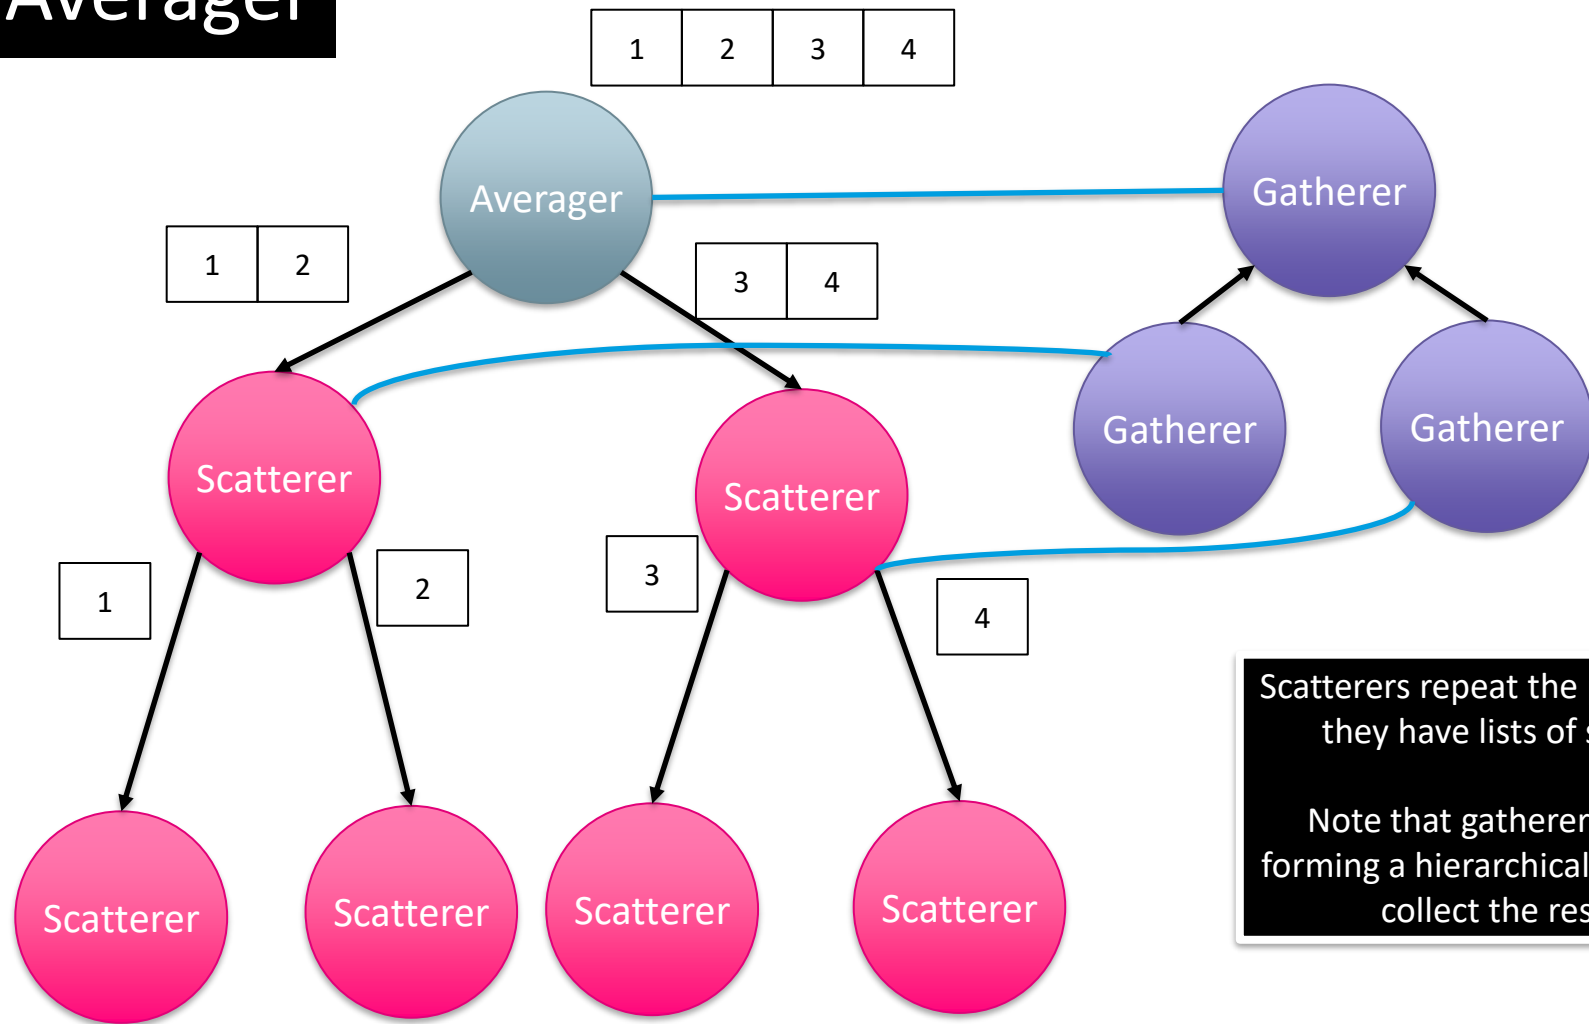 Averager
1 2 3 4
Averager
Gatherer
1 2
3 4
Gatherer
Gatherer
Scatterer
Scatterer
1
2
3
4
Scatterers repeat the
they have lists of
Note that gatherer
forming a hierarchical
collect the
Scatterer
Scatterer
Scatterer
Scatterer